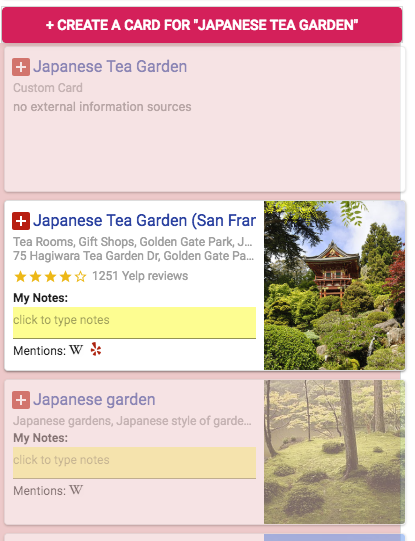 + CREATE A CARD FOR "JAPANESE TEA GARDEN"
Japanese Tea Garden
Custom Card
no external information sources
Japanese Tea Garden (San Fran
Tea Rooms, Gift Shops, Golden Gate Park, J...
75 Hagiwara Tea Garden Dr, Golden Gate Pa...
1251 Yelp reviews
My Notes:
click to type notes
Mentions: W
Japanese garden
Japanese gardens, Japanese style of garde...
My Notes:
click to type notes
Mentions: W